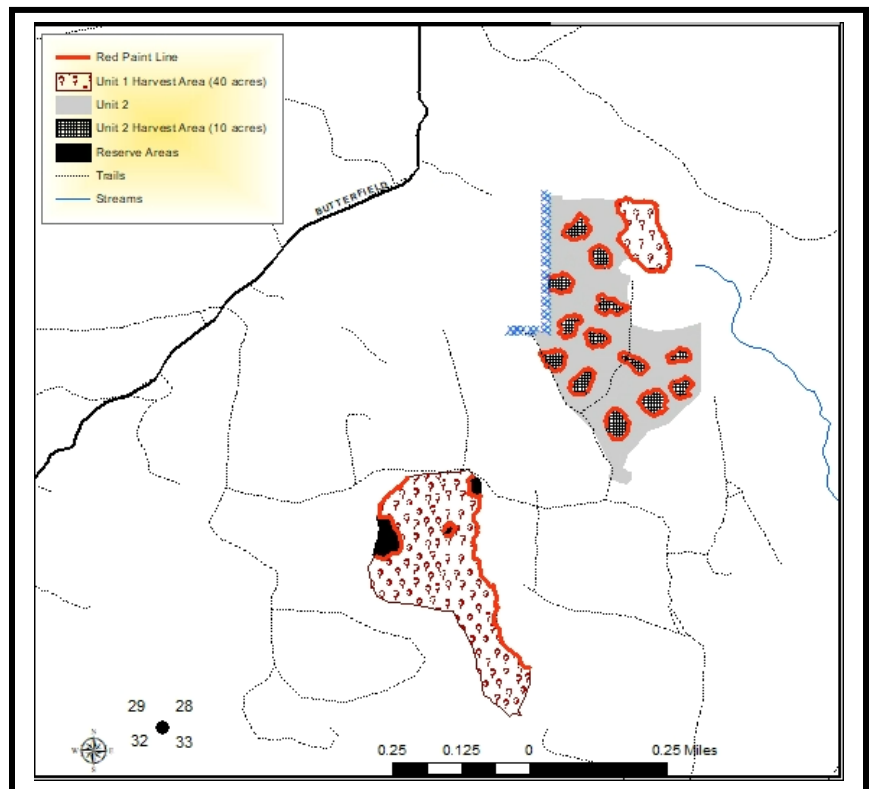 Red Paint Line
Unit 1 Harvest Area (40 acres)
Unit 2
Unit 2 Harvest Area (10 acres)
Reserve Areas
Trails
Streams
BUTTERFIELD
29 28
32 33
N
W E
S
0.25 0.125 0 0.25 Miles